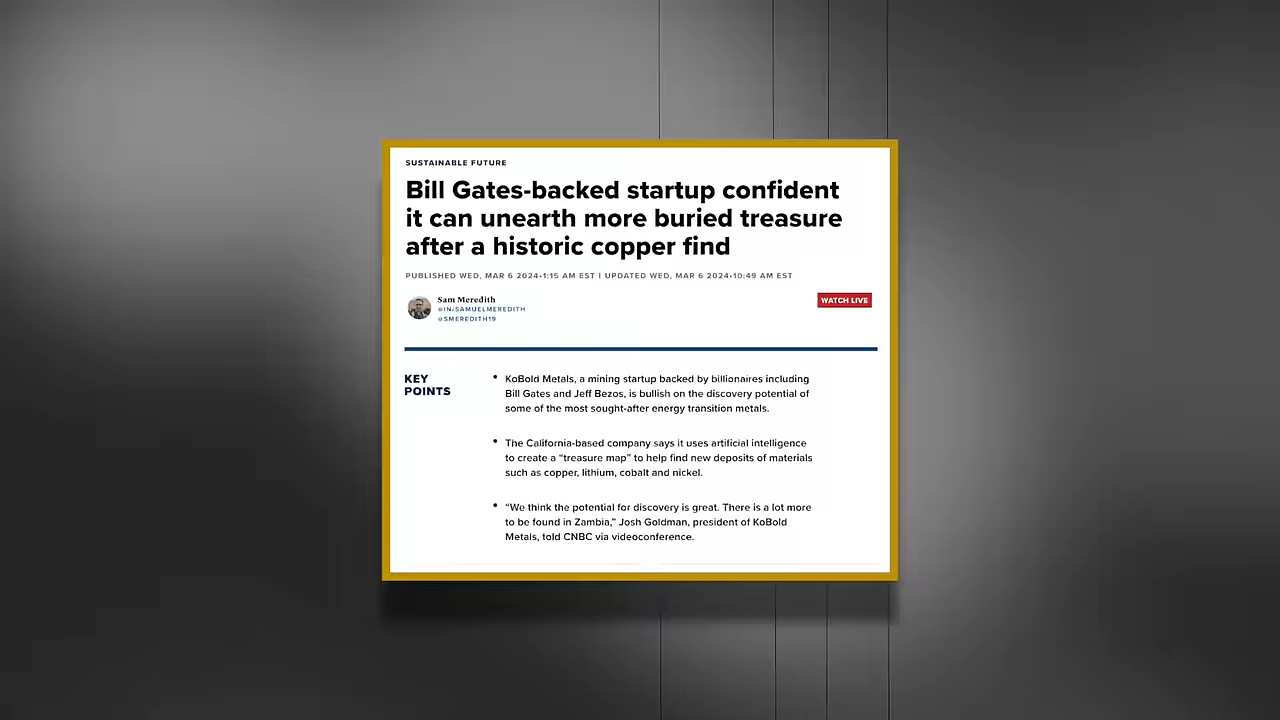 SUSTAINABLE FUTURE
Bill Gates-backed startup confident
it can unearth more buried treasure
after a historic copper find
PUBLISHED WED, MAR 6 2024•1:15 AM EST | UPDATED WED, MAR 6 2024•10:49 AM EST
Sam Meredith
@IN/SAMUELMEREDITH
@SMEREDITH19
WATCH LIVE
KEY
POINTS
• KoBold Metals, a mining startup backed by billionaires including
Bill Gates and Jeff Bezos, is bullish on the discovery potential of
some of the most sought-after energy transition metals.
• The California-based company says it uses artificial intelligence
to create a “treasure map” to help find new deposits of materials
such as copper, lithium, cobalt and nickel.
• “We think the potential for discovery is great. There is a lot more
to be found in Zambia,” Josh Goldman, president of KoBold
Metals, told CNBC via videoconference.